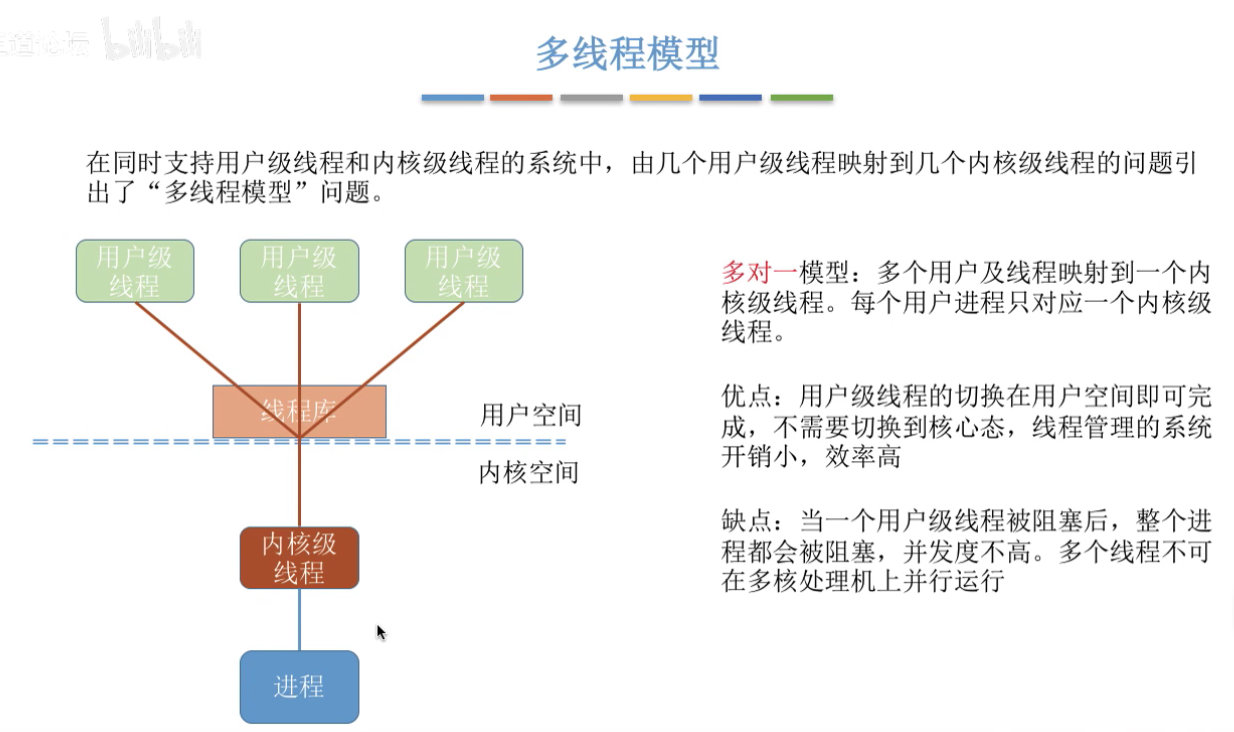 bilibili
多线程模型
在同时支持用户级线程和内核级线程的系统中，由几个用户级线程映射到几个内核级线程的问题引
出了“多线程模型”问题。
用户级
线程
用户级
线程
用户级
线程
线程库
用户空间
内核空间
内核级
线程
进程
多对一模型：多个用户及线程映射到一个内
核级线程。每个用户进程只对应一个内核级
线程。
优点：用户级线程的切换在用户空间即可完
成，不需要切换到核心态，线程管理的系统
开销小，效率高
缺点：当一个用户级线程被阻塞后，整个进
程都会被阻塞，并发度不高。多个线程不可
在多核处理机上并行运行